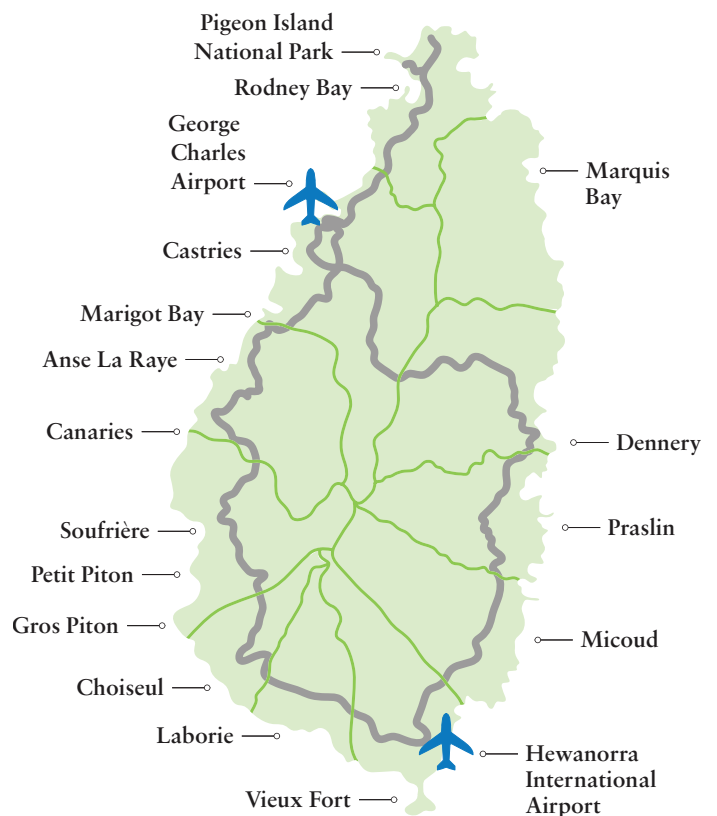 Pigeon Island
National Park
Rodney Bay
George
Charles
Airport
Marquis
Bay
Castries
Marigot Bay
Anse La Raye
Canaries
Dennery
Soufrière
Praslin
Petit Piton
Gros Piton
Micoud
Choiseul
Laborie
Hewanorra
International
Airport
Vieux Fort